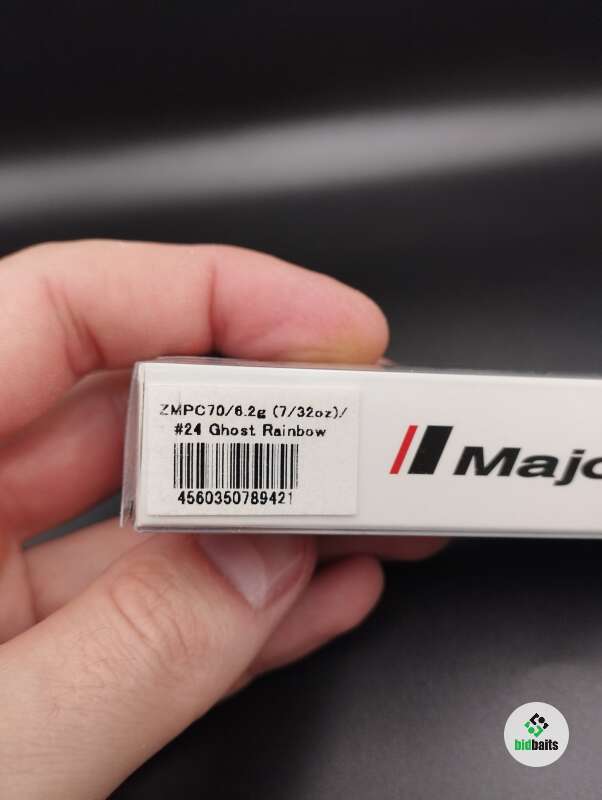 ZMPC70/6.2g (7/32oz)/
#24 Ghost Rainbow
4560350789421
Majo
bidbaits